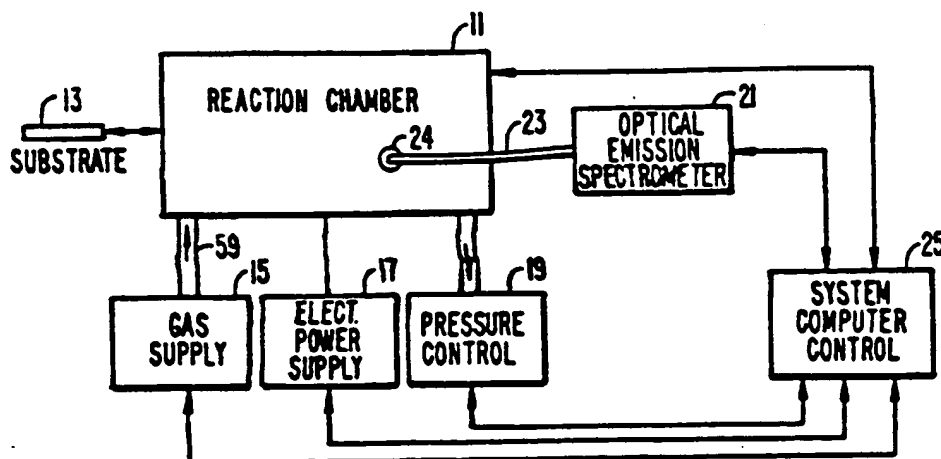 11
REACTION CHAMBER
13
SUBSTRATE
24
23
21
OPTICAL
EMISSION
SPECTROMETER
59
15
GAS
SUPPLY
17
ELECT.
POWER
SUPPLY
19
PRESSURE
CONTROL
25
SYSTEM
COMPUTER
CONTROL